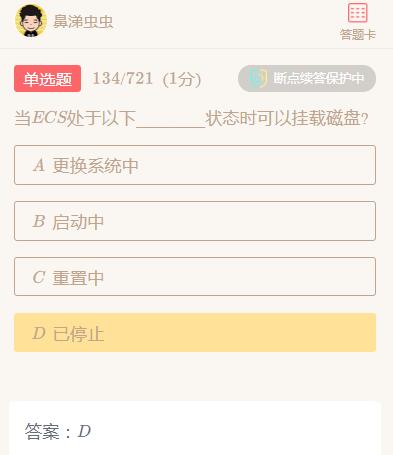 鼻涕虫虫
答题卡
单选题 134/721 (1分) 断点续答保护中
当ECS处于以下________状态时可以挂载磁盘?
A 更换系统中
B 启动中
C 重置中
D 已停止
答案：D